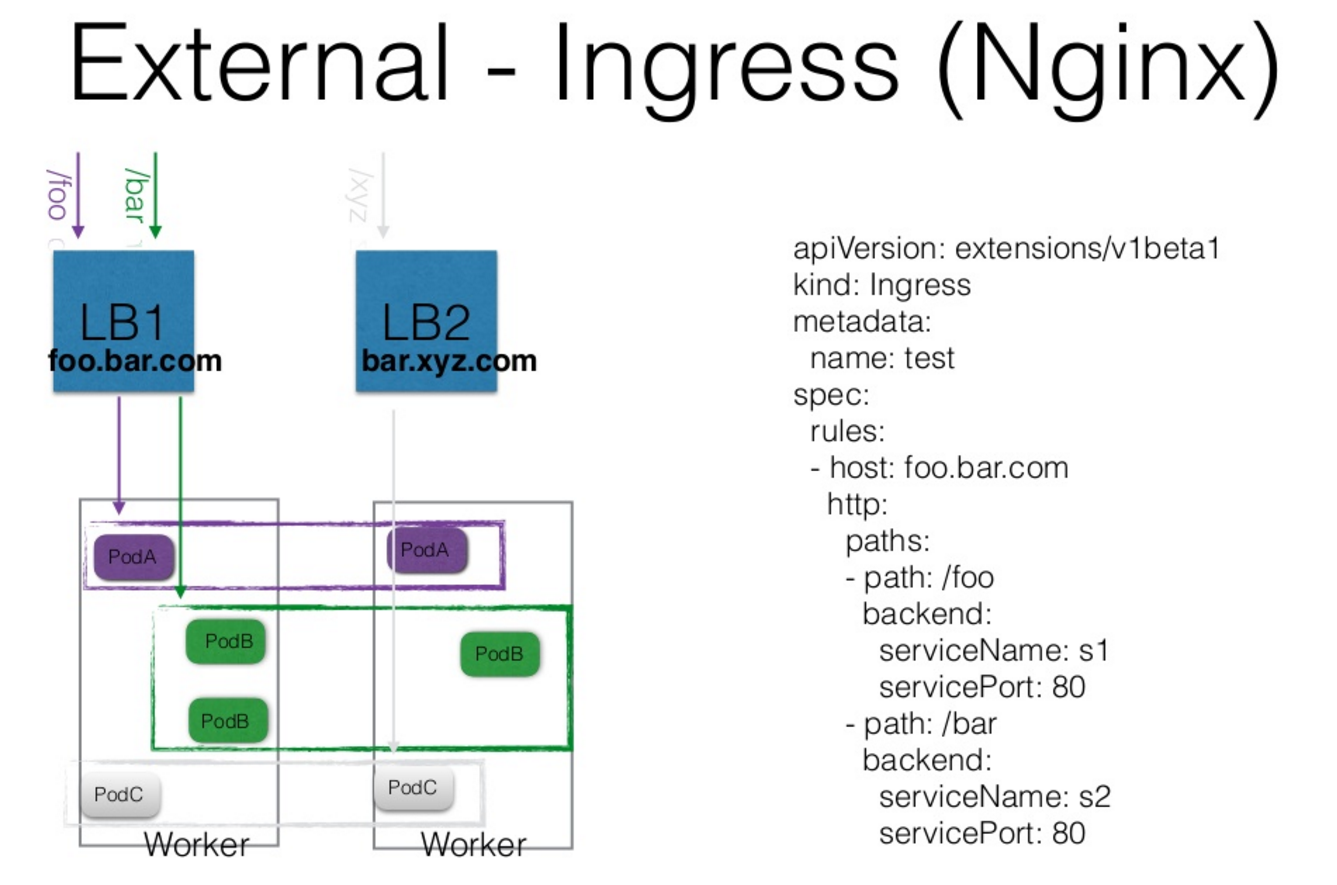 External - Ingress (Nginx)
/foo
/bar
/xyz
LB1
foo.bar.com
LB2
bar.xyz.com
PodA
PodA
PodB
PodB
PodB
PodC
PodC
Worker
Worker
apiVersion: extensions/v1beta1
kind: Ingress
metadata:
  name: test
spec:
  rules:
  - host: foo.bar.com
    http:
      paths:
      - path: /foo
        backend:
          serviceName: s1
          servicePort: 80
      - path: /bar
        backend:
          serviceName: s2
          servicePort: 80